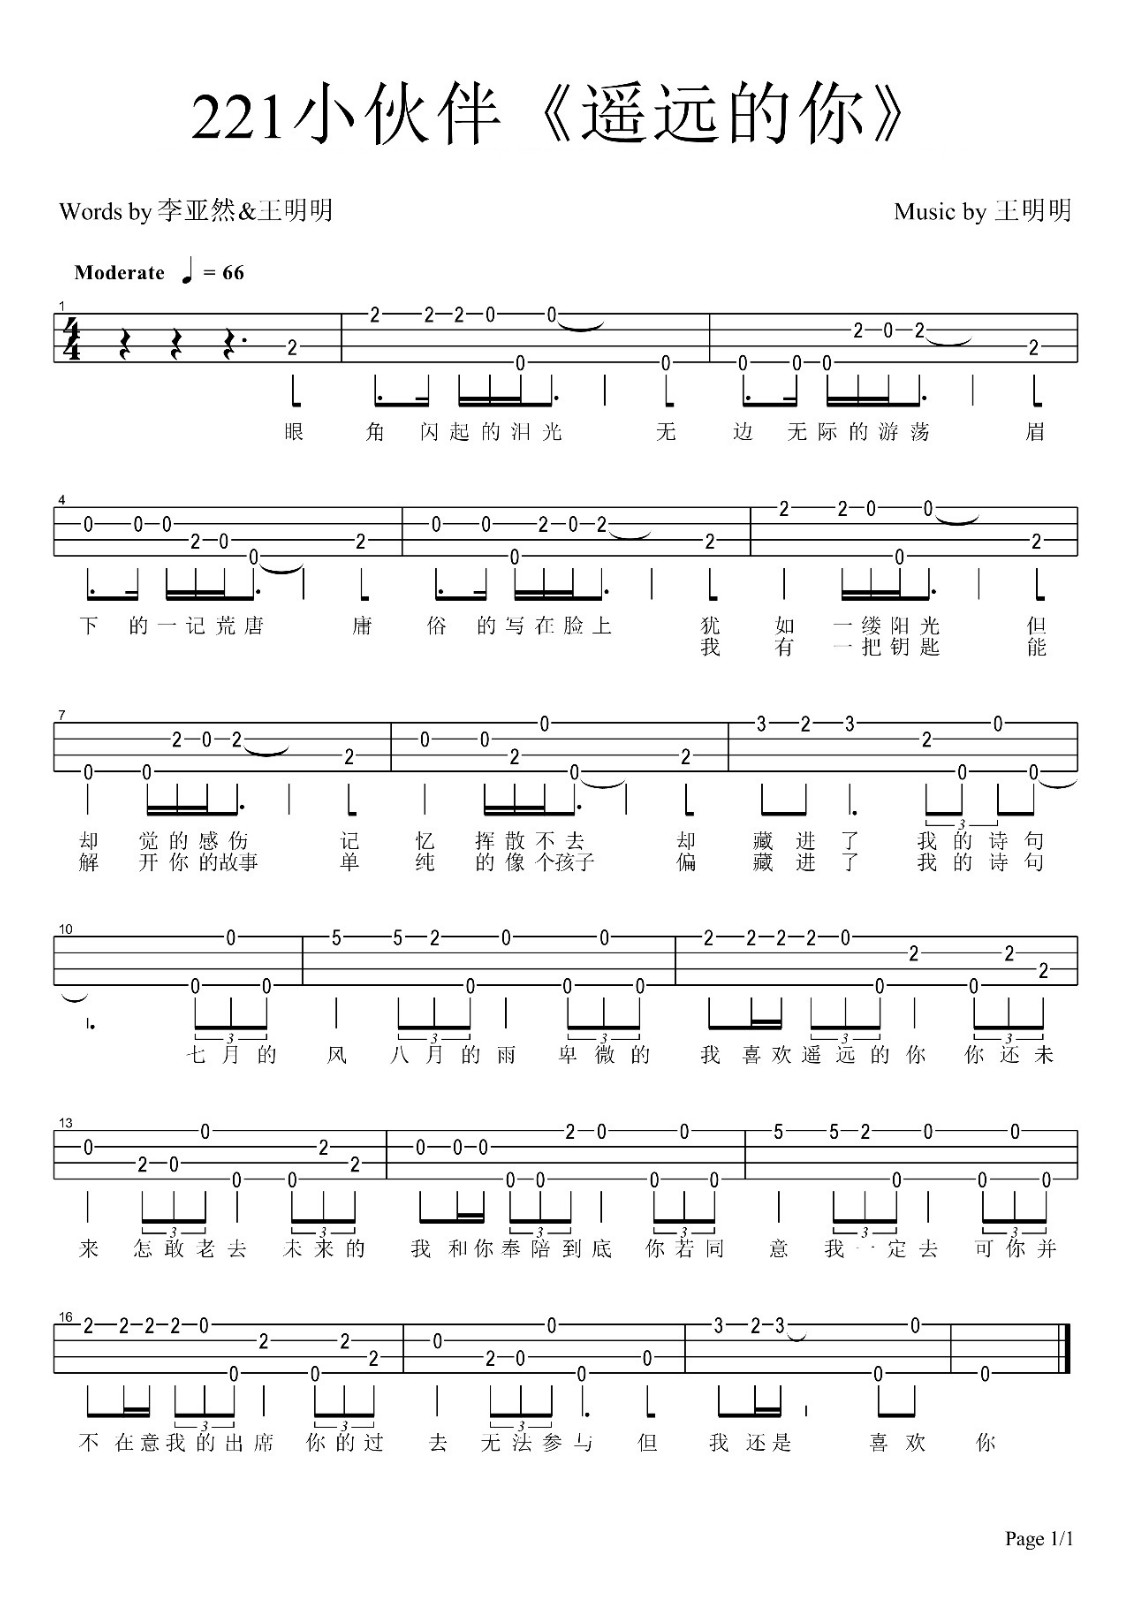 221小伙伴《遥远的你》
Words by 李亚然&王明明
Music by 王明明
Moderate ♩ = 66
1
4
4
2 2 2 2 0 0 0 0 0 0 0 2 0 2 2
眼 角 闪 起 的 泪 光 无 边 无 际 的 游 荡 眉
4
0 0 0 2 0 0 2 0 0 0 2 0 2 2 2 2 0 0 0 2
下 的 一 记 荒 唐 庸 俗 的 写 在 脸 上 犹 如 一 缕 阳 光 但
我 有 一 把 钥 匙 能
7
0 0 2 0 2 2 0 0 2 0 0 2 3 2 3 2 0 0 0
3
却 觉 的 感 伤 记 忆 挥 散 不 去 却 藏 进 了 我 的 诗 句
解 开 你 的 故 事 单 纯 的 像 个 孩 子 偏 藏 进 了 我 的 诗 句
10
0 0 0 5 5 2 0 0 0 0 0 2 2 2 2 0 0 2 0 2 2
3 3 3 3 3
七 月 的 风 八 月 的 雨 卑 微 的 我 喜 欢 遥 远 的 你 你 还 未
13
0 2 0 0 0 0 2 2 0 0 0 0 0 2 0 0 0 0 5 5 2 0 0 0 0 0
3 3 3 3 3 3
来 怎 敢 老 去 未 来 的 我 和 你 奉 陪 到 底 你 若 同 意 我 一 定 去 可 你 并
16
2 2 2 2 0 0 2 0 2 2 0 2 0 0 0 0 3 2 3 0 0 0
3 3 3
不 在 意 我 的 出 席 你 的 过 去 无 法 参 与 但 我 还 是 喜 欢 你
Page 1/1